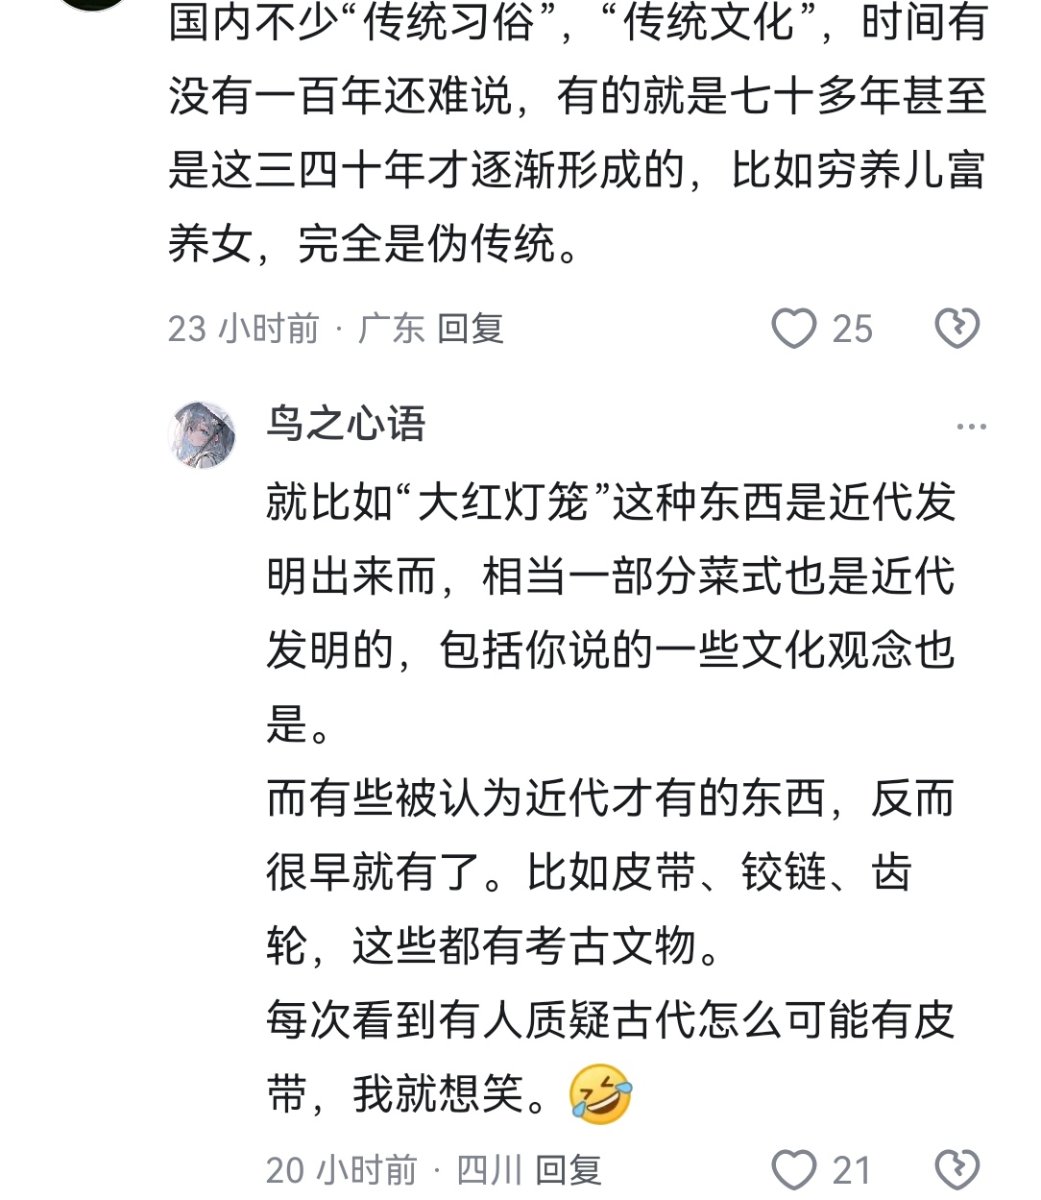 国内不少“传统习俗”，“传统文化”，时间有
没有一百年还难说，有的就是七十多年甚至
是这三四十年才逐渐形成的，比如穷养儿富
养女，完全是伪传统。
23 小时前 · 广东 回复
25
鸟之心语
就比如“大红灯笼”这种东西是近代发
明出来而，相当一部分菜式也是近代
发明的，包括你说的一些文化观念也
是。
而有些被认为近代才有的东西，反而
很早就有了。比如皮带、铰链、齿
轮，这些都有考古文物。
每次看到有人质疑古代怎么可能有皮
带，我就想笑。🤣
20 小时前 · 四川 回复
21